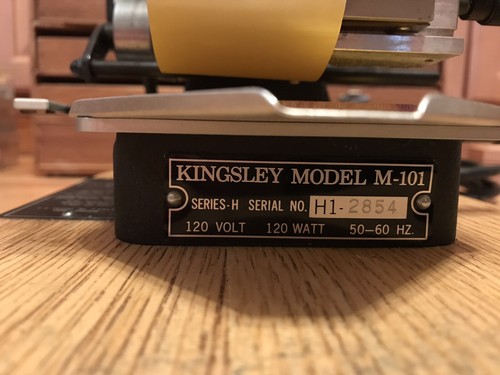 KINGSLEY MODEL M-101
SERIES-H SERIAL NO. H1-2854
120 VOLT 120 WATT 50-60 HZ.